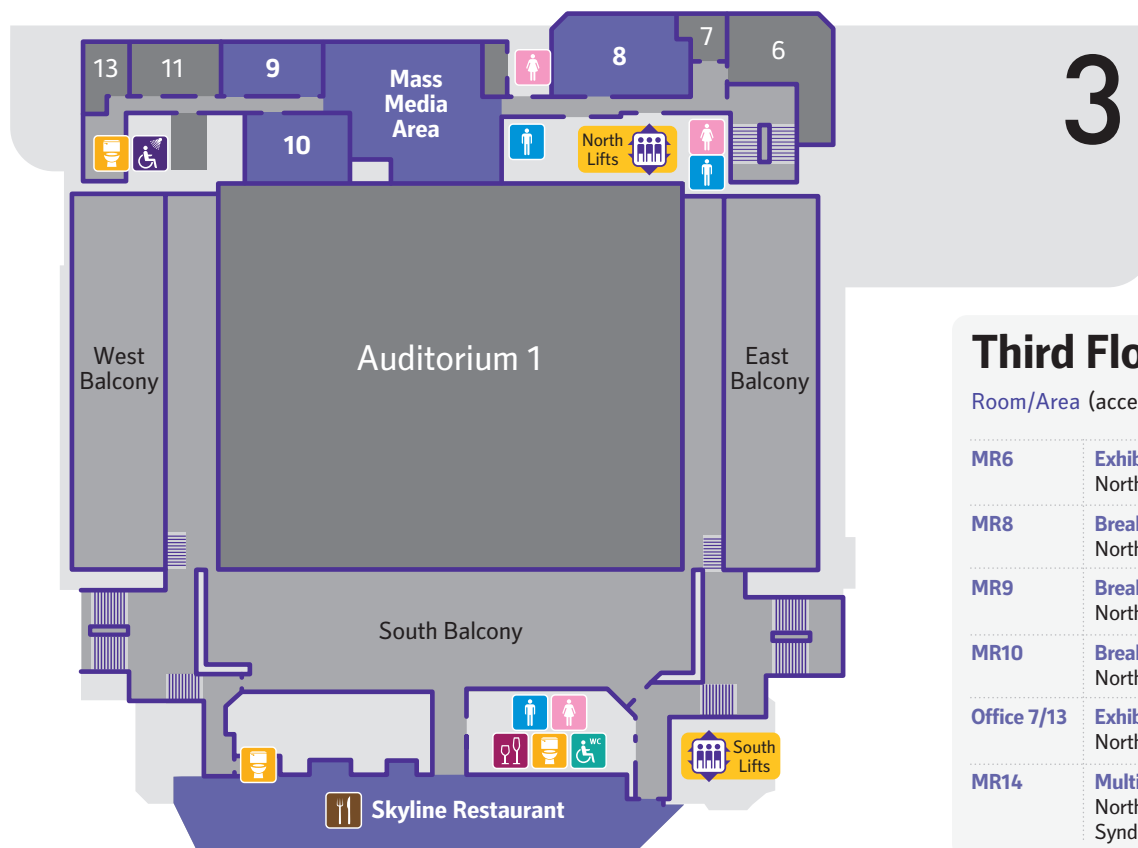 3
13
11
9
Mass
Media
Area
8
7
6
10
North
Lifts
West
Balcony
Auditorium 1
East
Balcony
South Balcony
WC
South
Lifts
Skyline Restaurant
Third Flo
Room/Area (acce
MR6
Exhib
North
MR8
Break
North
MR9
Break
North
MR10
Break
North
Office 7/13
Exhib
North
MR14
Multi
North
Synd